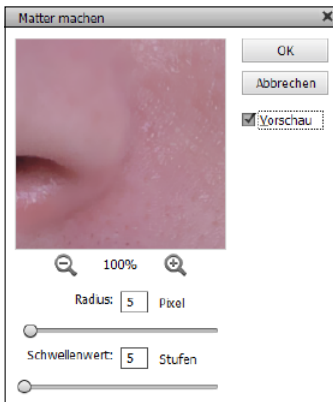 Matter machen
OK
Abbrechen
Vorschau
100%
Radius: 5 Pixel
Schwellenwert: 5 Stufen